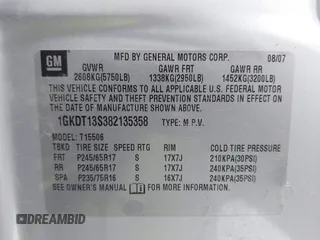 GM
MFD BY GENERAL MOTORS CORP. 08/07
GVWR GAWR FRT GAWR RR
2608KG(5750LB) 1338KG(2950LB) 1452KG(3200LB)
THIS VEHICLE CONFORMS TO ALL APPLICABLE U.S. FEDERAL MOTOR
VEHICLE SAFETY AND THEFT PREVENTION STANDARDS IN EFFECT ON
THE DATE OF MANUFACTURE SHOWN ABOVE.
1GKDT13S382135358 TYPE: M.P.V.
MODEL: T15506
TBKD TIRE SIZE SPEED RTG RIM COLD TIRE PRESSURE
FRT P245/65R17 S 17X7J 210KPA(30PSI)
RR P245/65R17 S 17X7J 240KPA(35PSI)
SPA P235/75R16 S 16X7J 240KPA(35PSI)
SEE OWNER'S MANUAL FOR MORE INFORMATION.
DREAMBID